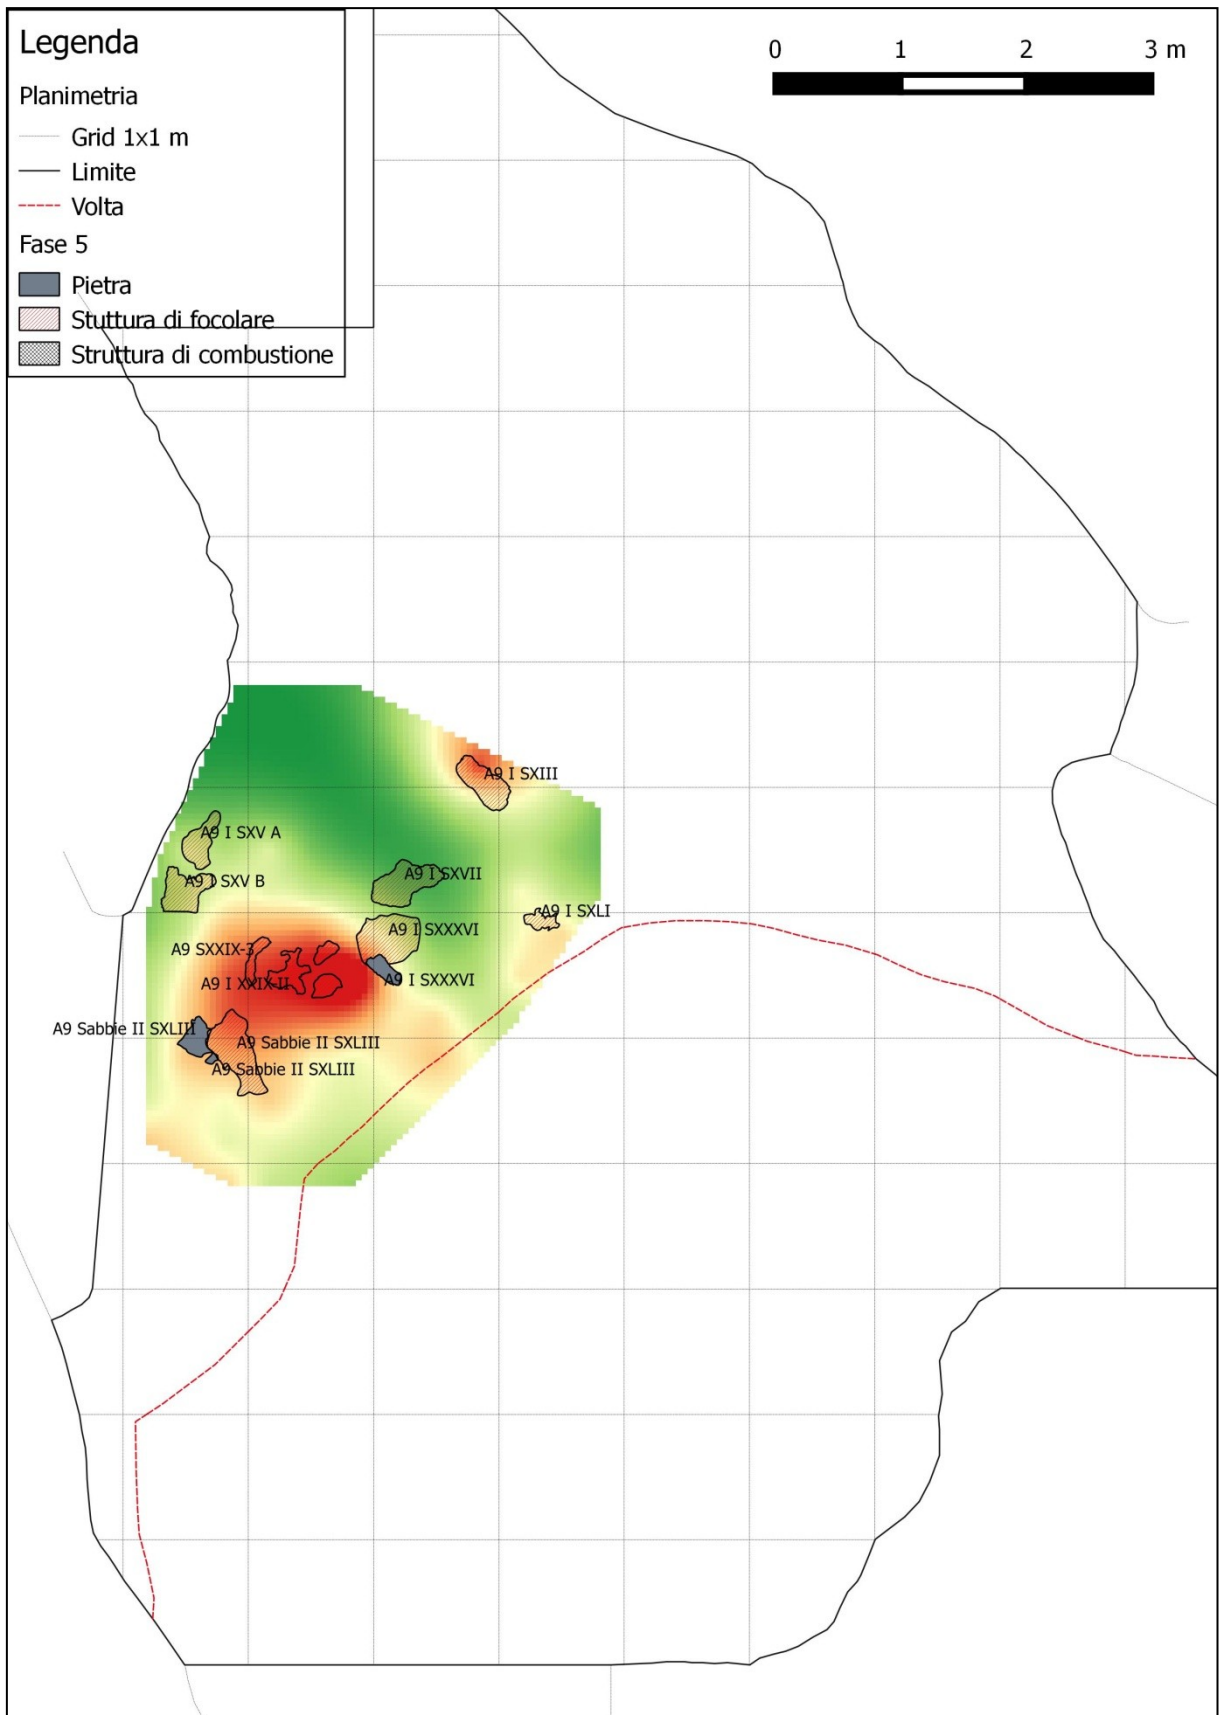 Legenda
Planimetria
Grid 1x1 m
Limite
Volta
Fase 5
Pietra
Stuttura di focolare
Struttura di combustione
0 1 2 3 m
A9 I SXIII
A9 I SXV A
A9 I SXVII
A9 I SXV B
A9 I SXLI
A9 I SXXXVI
A9 SXXIX-3
A9 I SXXXVI
A9 I XXIX-II
A9 Sabbie II SXLIII
A9 Sabbie II SXLIII
A9 Sabbie II SXLIII